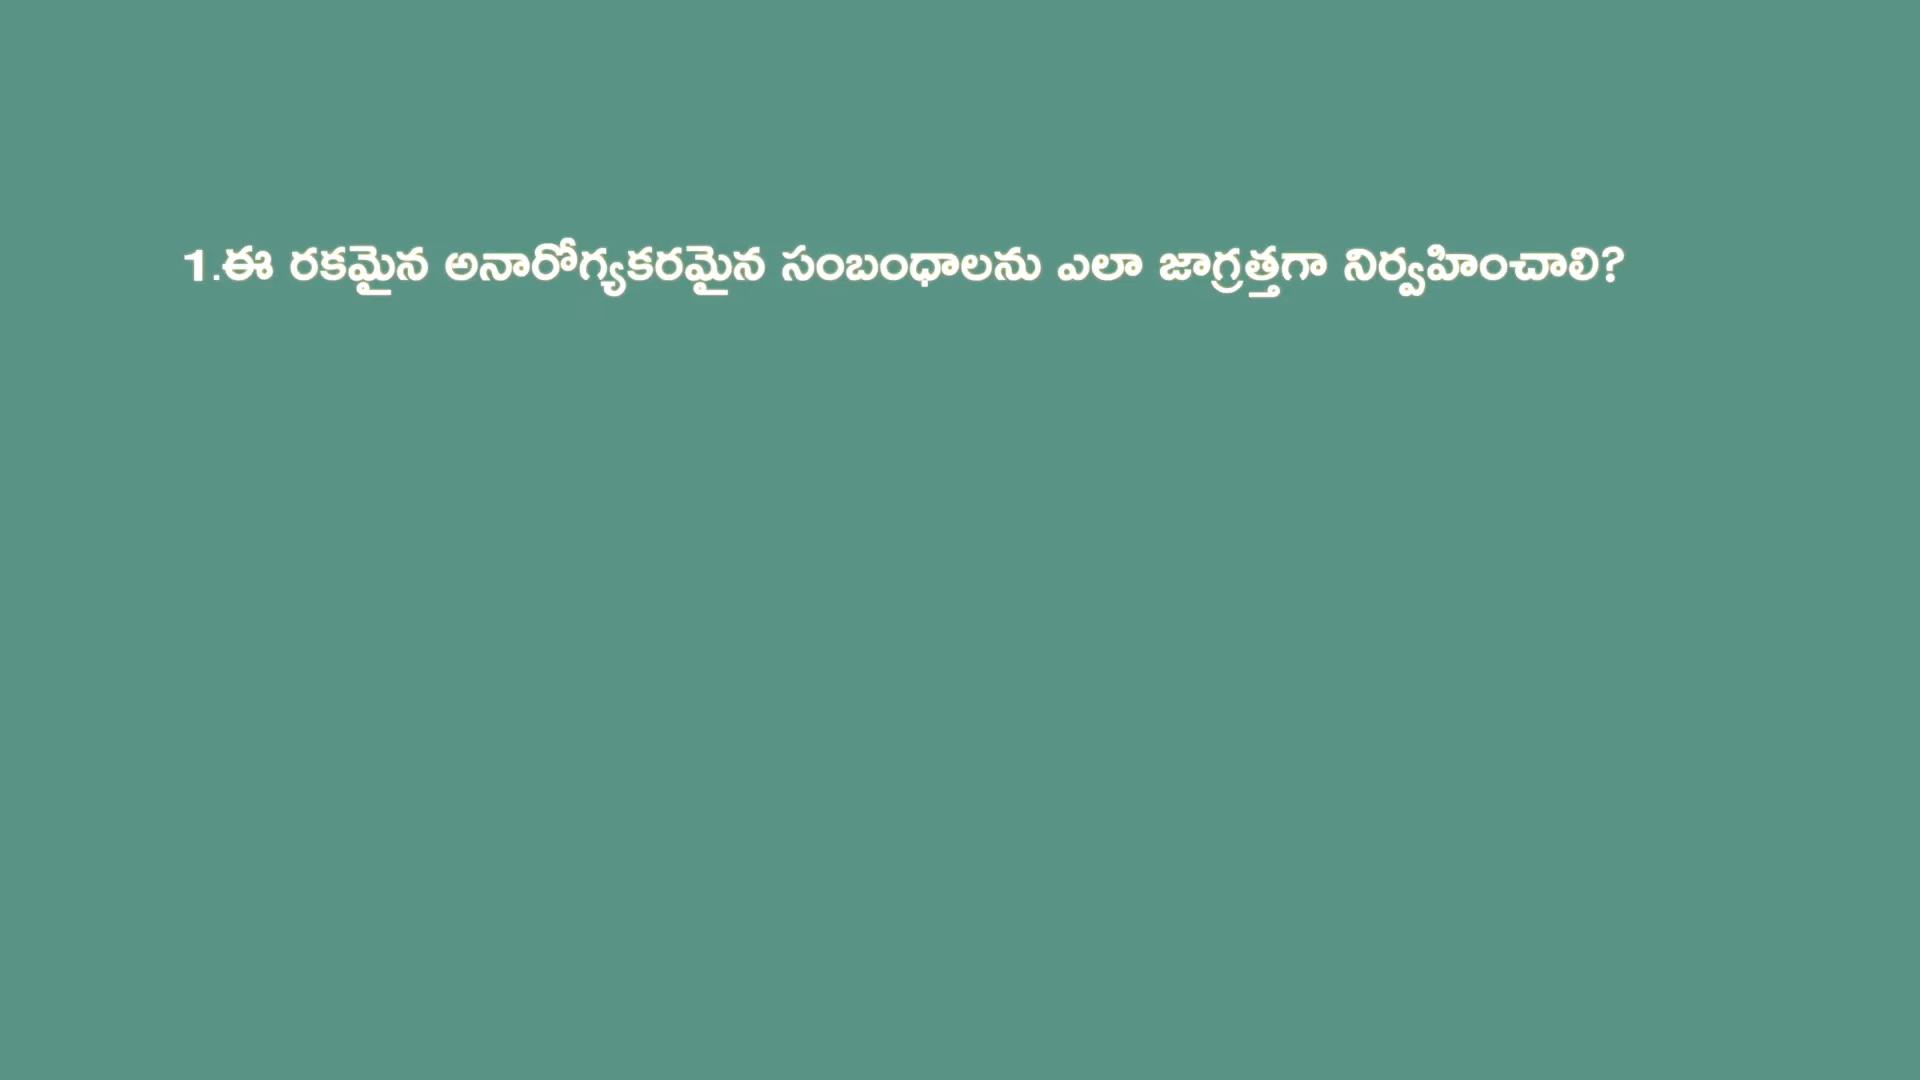 1.ఈ రకమైన అనారోగ్యకరమైన సంబంధాలను ఎలా జాగ్రత్తగా నిర్వహించాలి?